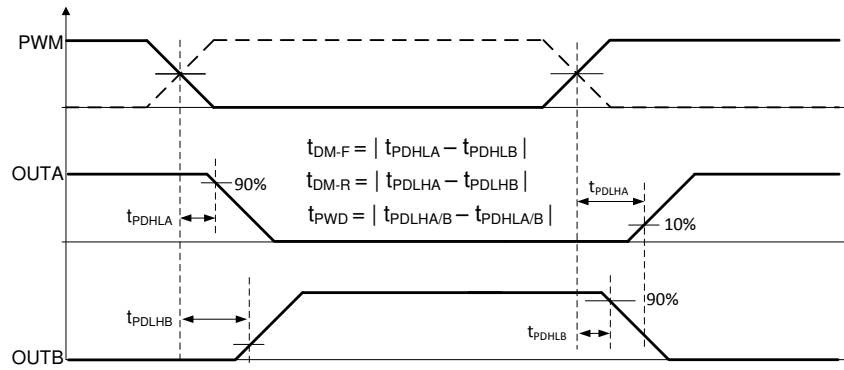 PWM
t_DM-F = | t_PDHLA – t_PDHLB |
OUTA
90%
t_DM-R = | t_PDLHA – t_PDLHB |
t_PDLHA
t_PDHLA
t_PWD = | t_PDLHA/B – t_PDHLA/B |
10%
t_PDLHB
90%
t_PDHLB
OUTB